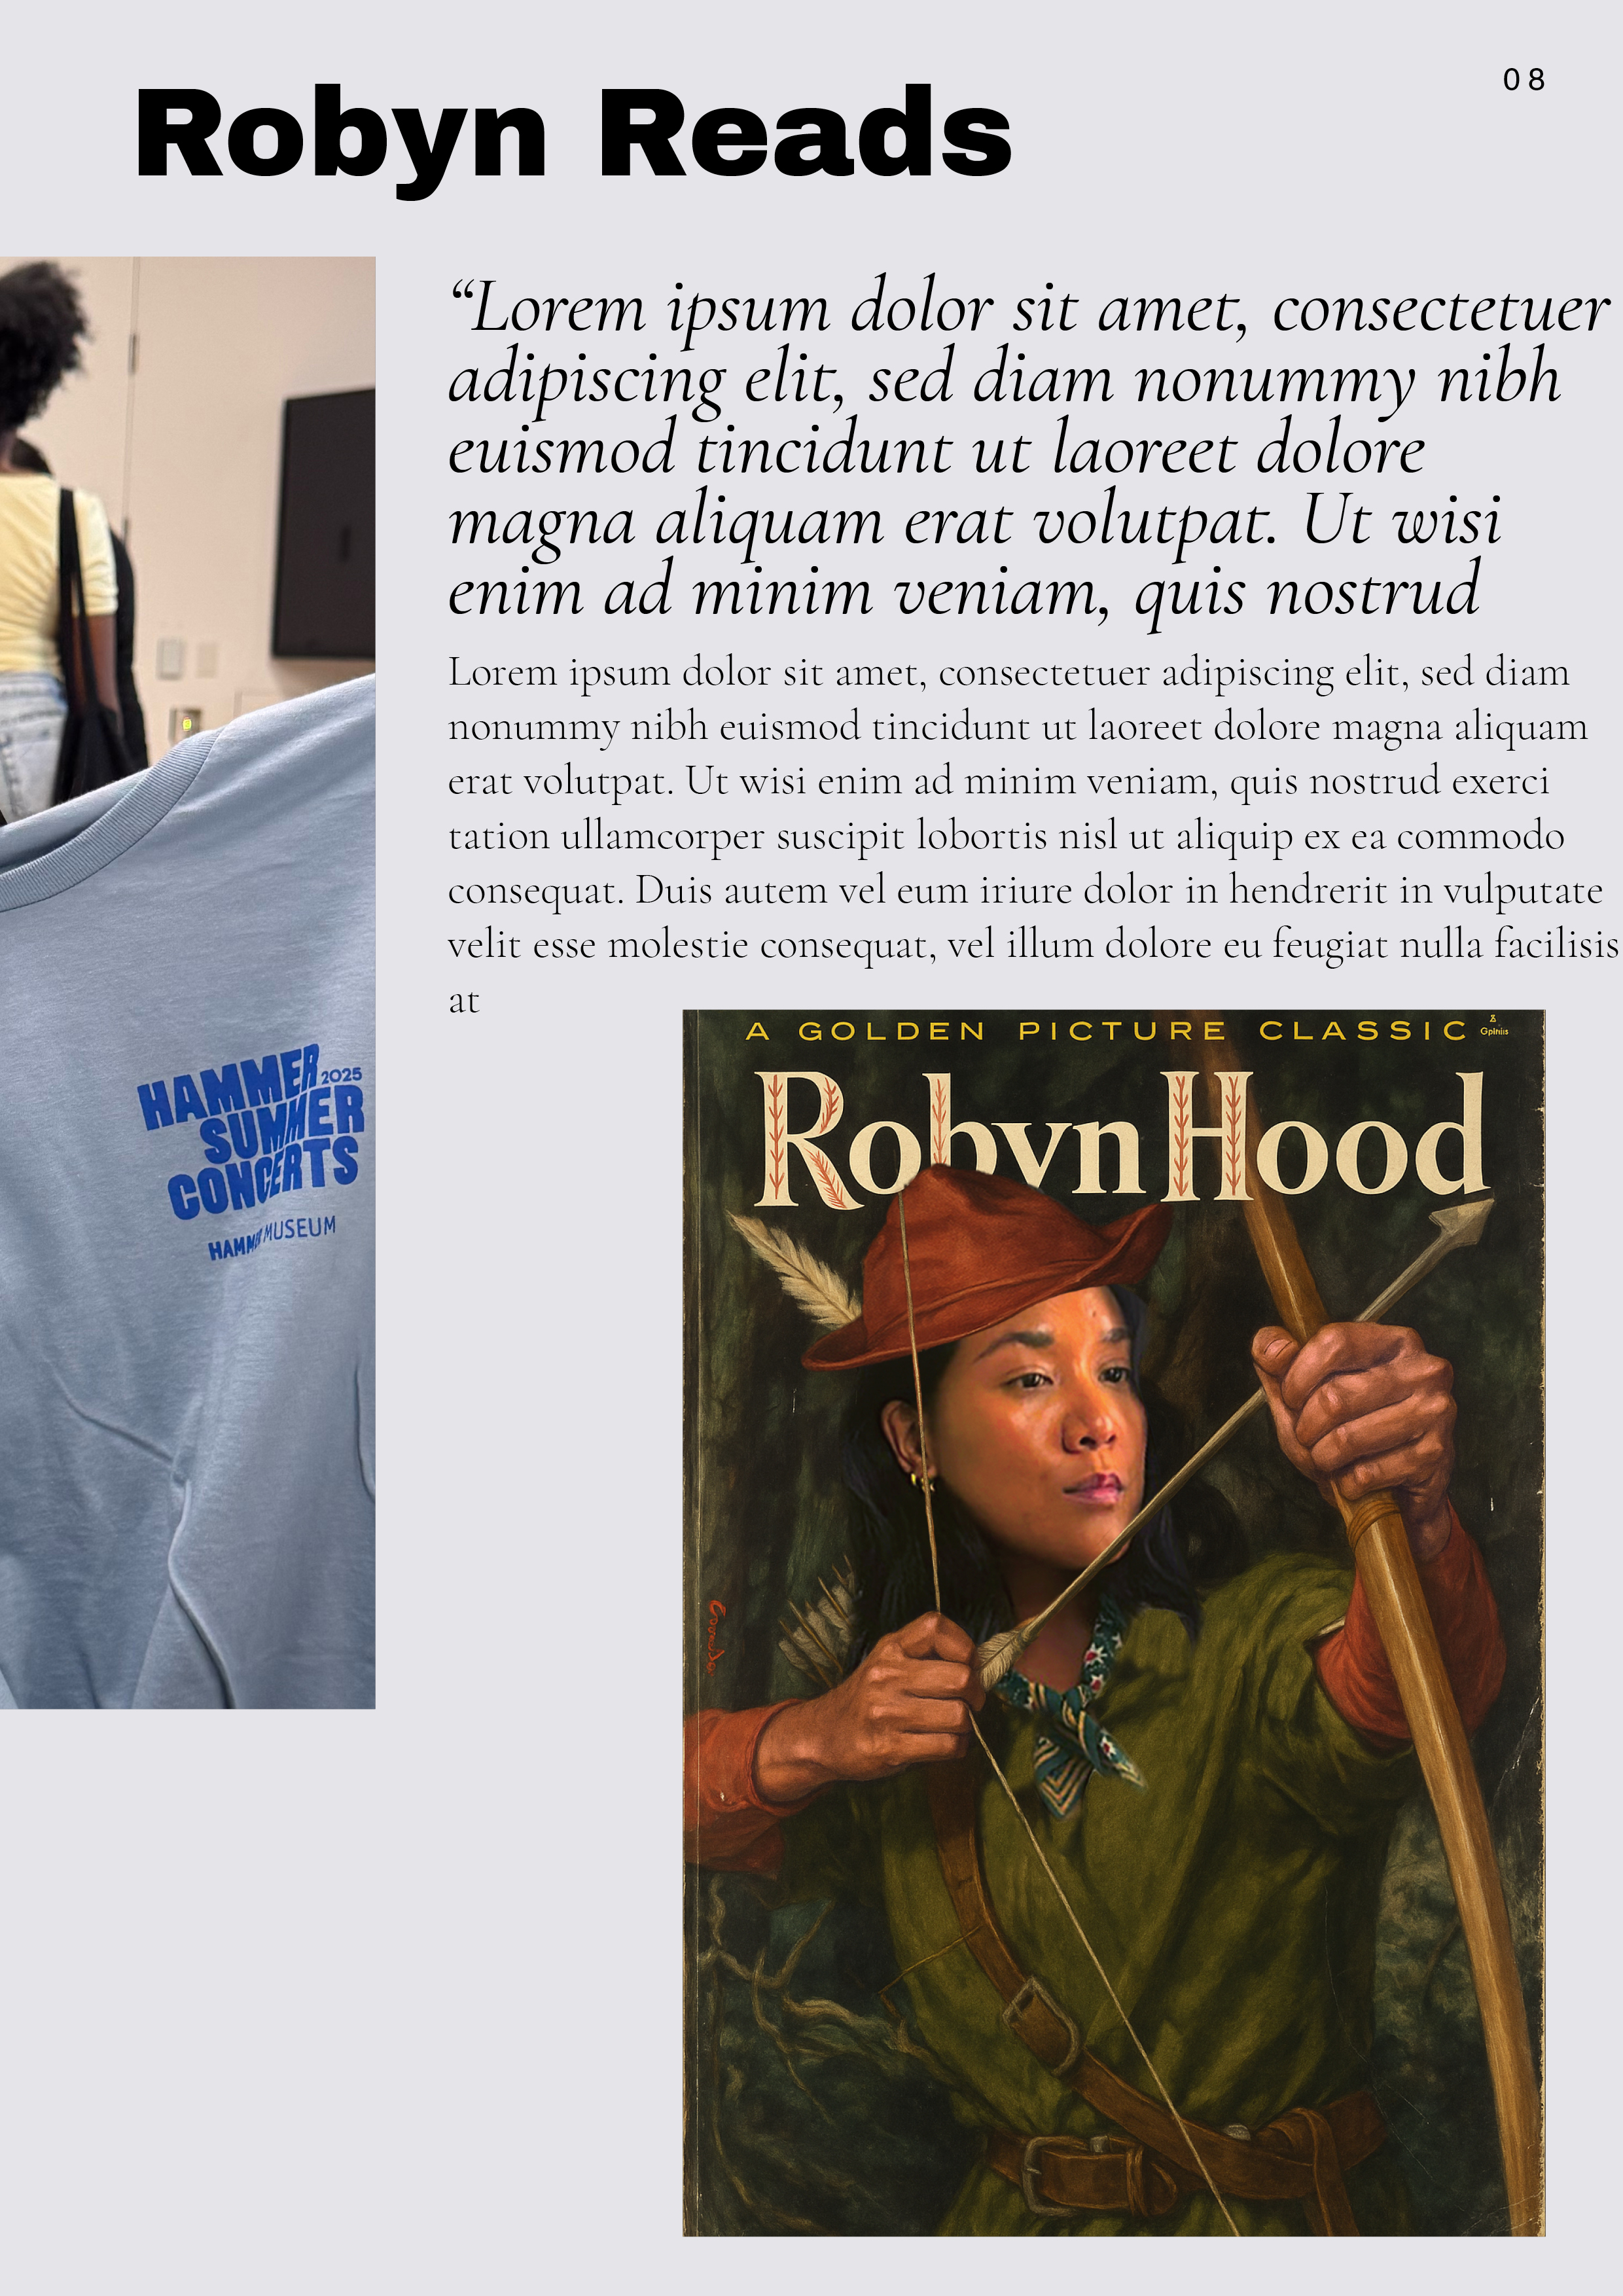 08
Robyn Reads
“Lorem ipsum dolor sit amet, consectetuer
adipiscing elit, sed diam nonummy nibh
euismod tincidunt ut laoreet dolore
magna aliquam erat volutpat. Ut wisi
enim ad minim veniam, quis nostrud
Lorem ipsum dolor sit amet, consectetuer adipiscing elit, sed diam
nonummy nibh euismod tincidunt ut laoreet dolore magna aliquam
erat volutpat. Ut wisi enim ad minim veniam, quis nostrud exerci
tation ullamcorper suscipit lobortis nisl ut aliquip ex ea commodo
consequat. Duis autem vel eum iriure dolor in hendrerit in vulputate
velit esse molestie consequat, vel illum dolore eu feugiat nulla facilisis
at
HAMMER 2025
SUMMER
CONCERTS
HAMMER MUSEUM
A GOLDEN PICTURE CLASSIC
Robyn Hood